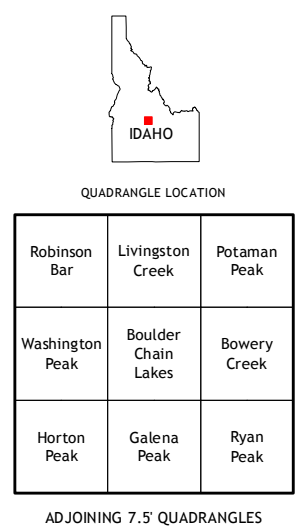 IDAHO
QUADRANGLE LOCATION
Robinson
Bar
Livingston
Creek
Potaman
Peak
Washington
Peak
Boulder
Chain
Lakes
Bowery
Creek
Horton
Peak
Galena
Peak
Ryan
Peak
ADJOINING 7.5' QUADRANGLES